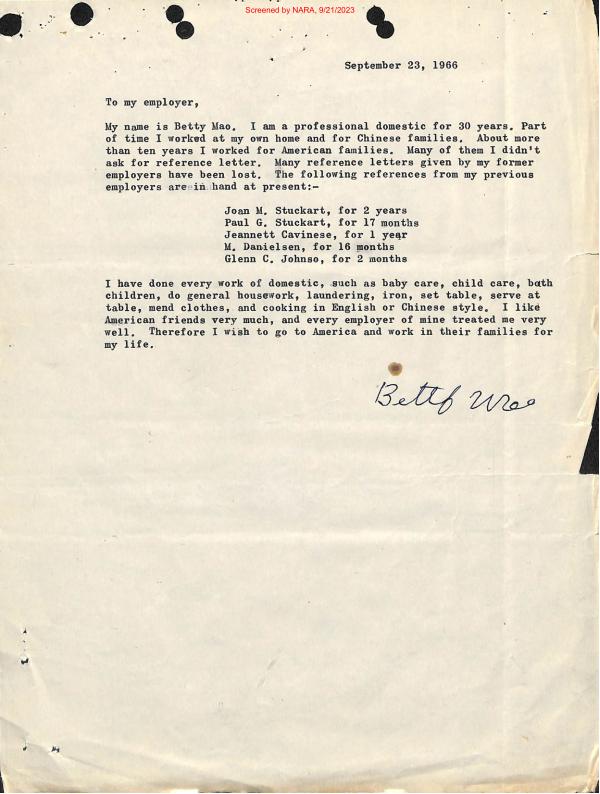 Screened by NARA, 9/21/2023
September 23, 1966
To my employer,
My name is Betty Mao. I am a professional domestic for 30 years. Part
of time I worked at my own home and for Chinese families. About more
than ten years I worked for American families. Many of them I didn't
ask for reference letter. Many reference letters given by my former
employers have been lost. The following references from my previous
employers are in hand at present:-
Joan M. Stuckart, for 2 years
Paul G. Stuckart, for 17 months
Jeannett Cavinese, for 1 year
M. Danielsen, for 16 months
Glenn C. Johnso, for 2 months
I have done every work of domestic, such as baby care, child care, bath
children, do general housework, laundering, iron, set table, serve at
table, mend clothes, and cooking in English or Chinese style. I like
American friends very much, and every employer of mine treated me very
well. Therefore I wish to go to America and work in their families for
my life.
Betty Mao